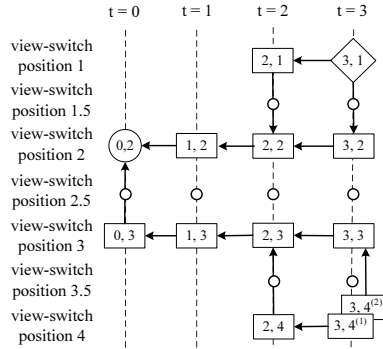 t = 0 t = 1 t = 2 t = 3
view-switch
position 1
2, 1 3, 1
view-switch
position 1.5
view-switch
position 2
0,2 1, 2 2, 2 3, 2
view-switch
position 2.5
view-switch
position 3
0, 3 1, 3 2, 3 3, 3
view-switch
position 3.5
3, 4⁽²⁾
view-switch
position 4
2, 4 3, 4⁽¹⁾